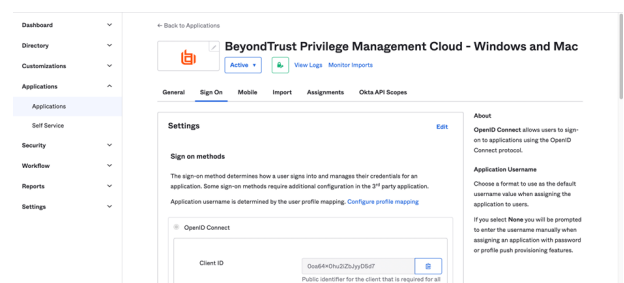 Dashboard
Directory
Customizations
Applications
Applications
Self Service
Security
Workflow
Reports
Settings
← Back to Applications
BeyondTrust Privilege Management Cloud - Windows and Mac
Active ▼
View Logs Monitor Imports
General Sign On Mobile Import Assignments Okta API Scopes
Settings Edit
Sign on methods
The sign-on method determines how a user signs into and manages their credentials for an
application. Some sign-on methods require additional configuration in the 3rd party application.
Application username is determined by the user profile mapping. Configure profile mapping
OpenID Connect
Client ID
Public identifier for the client that is required for all
About
OpenID Connect allows users to sign-
on to applications using the OpenID
Connect protocol.
Application Username
Choose a format to use as the default
username value when assigning the
application to users.
If you select None you will be prompted
to enter the username manually when
assigning an application with password
or profile push provisioning features.